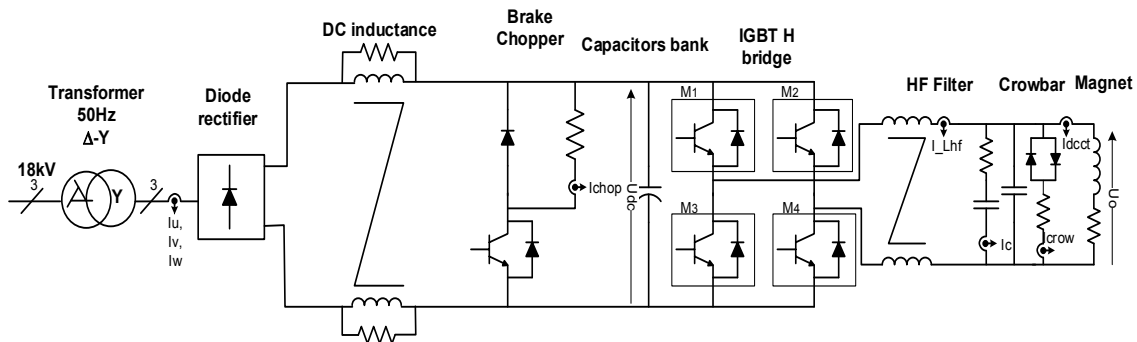 DC inductance
Brake
Chopper
Capacitors bank
IGBT H
bridge
HF Filter
Crowbar
Magnet
Transformer
50Hz
Δ-Y
Diode
rectifier
18kV
3
Y
3
Iu,
Iv,
Iw
Ichop
Udc
M1
M2
M3
M4
I_Lhf
Idcct
Ic
Icrow
Uo